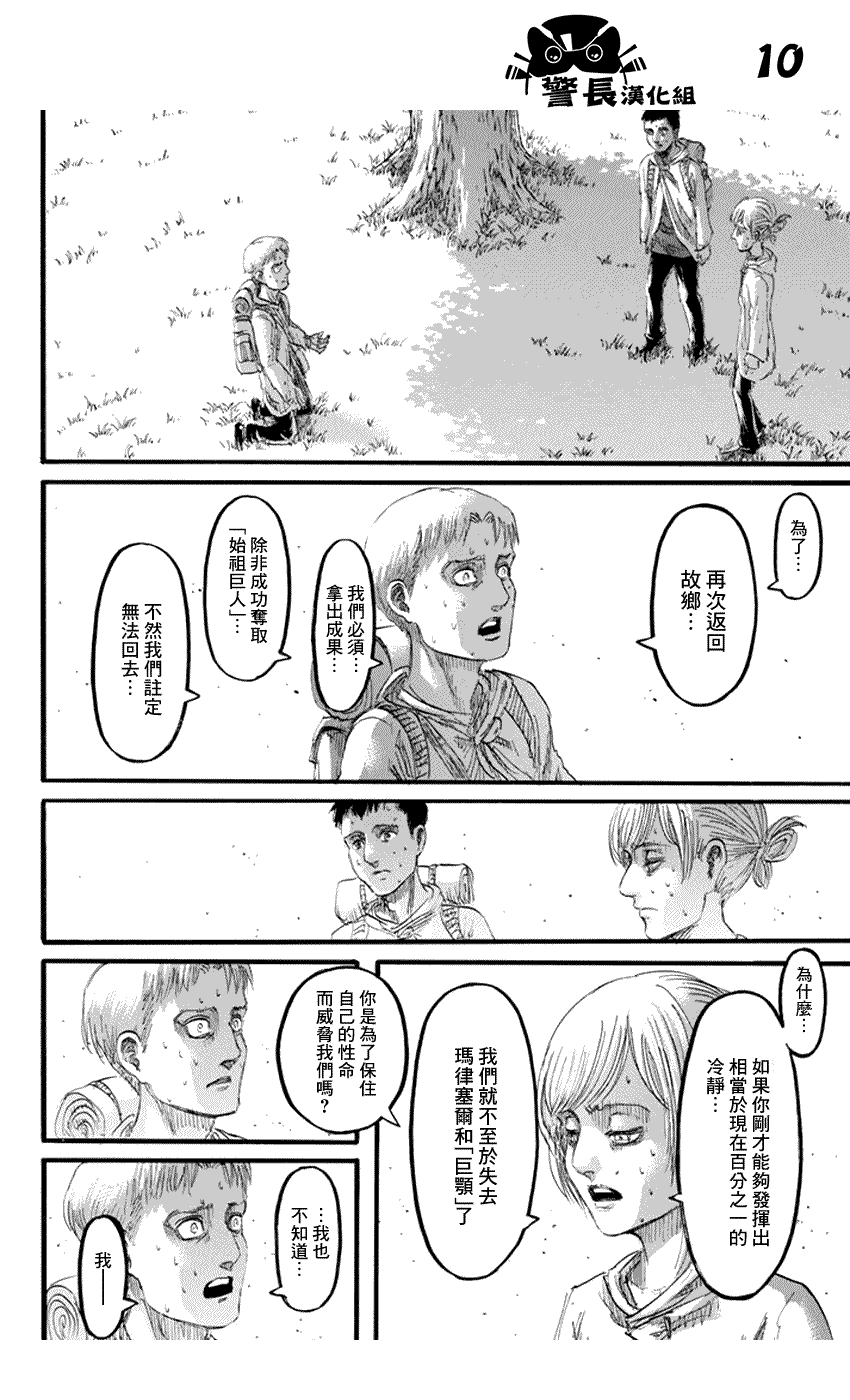 警長漢化組
10
為了…
再次返回
故鄉…
我們必須…
拿出成果…
除非成功奪取
「始祖巨人」…
不然我們註定
無法回去…
為什麼…
如果你剛才能夠發揮出
相當於現在百分之一的
冷靜…
我們就不至於失去
瑪律塞爾和「巨顎」了
你是為了保住
自己的性命
而威脅我們嗎？
…我也
不知道…
我——